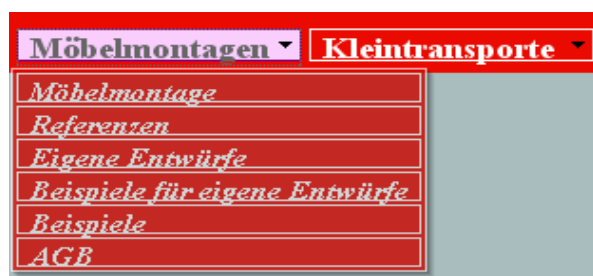 Möbelmontagen Kleintransporte
Möbelmontage
Referenzen
Eigene Entwürfe
Beispiele für eigene Entwürfe
Beispiele
AGB